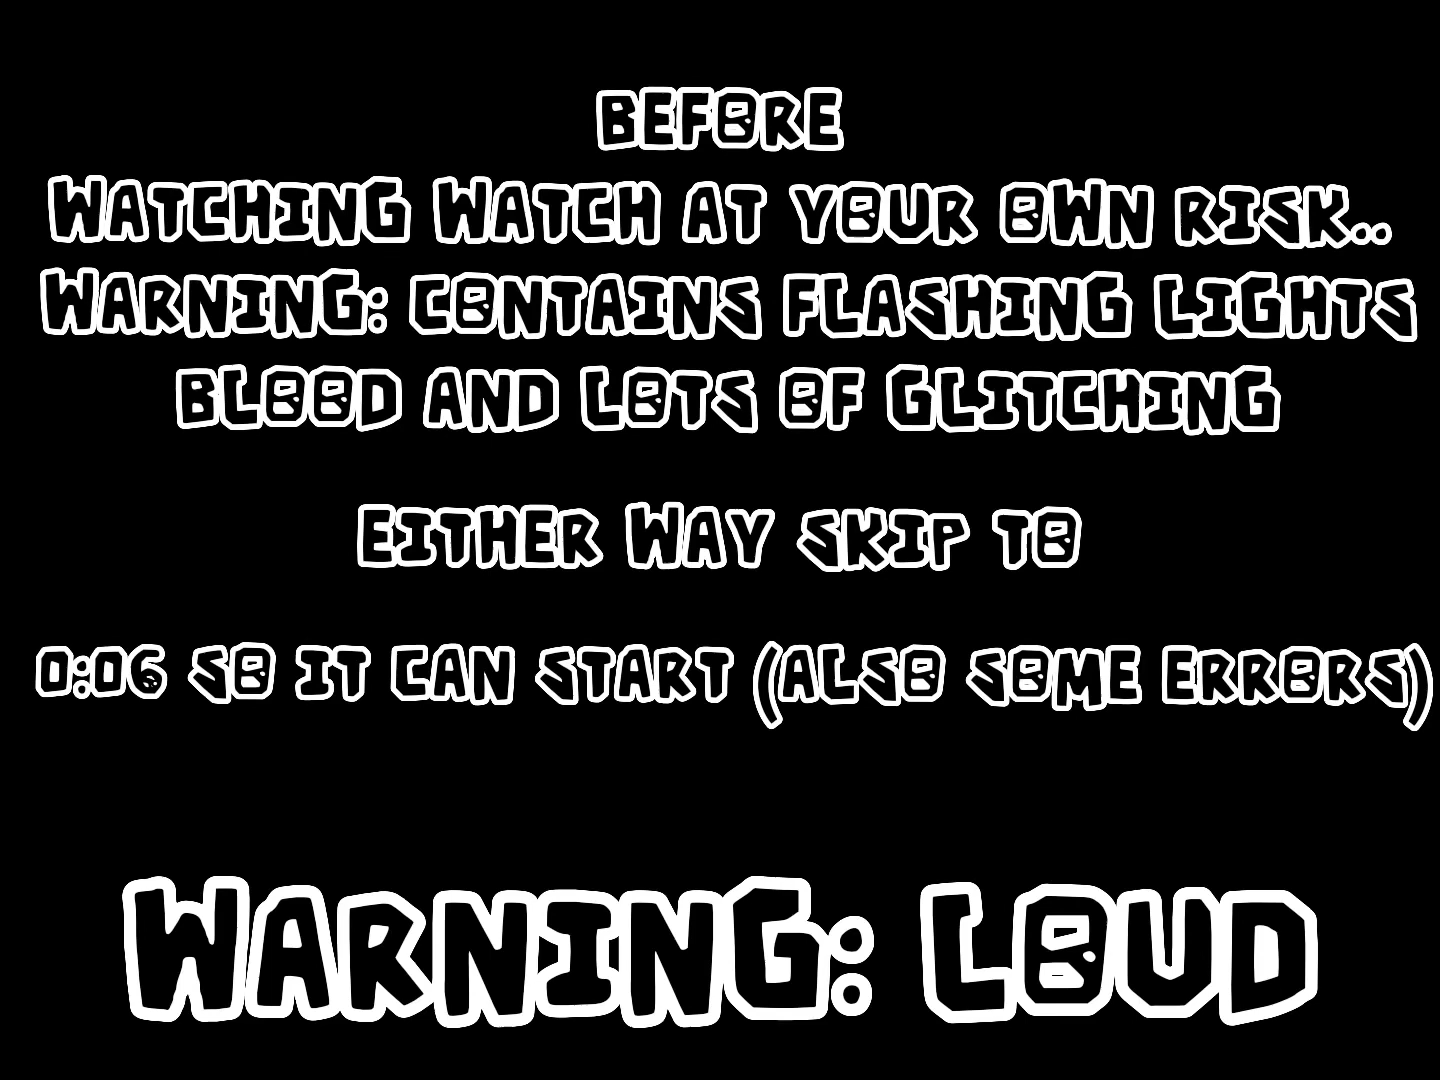 BEFORE
WATCHING WATCH AT YOUR OWN RISK..
WARNING: CONTAINS FLASHING LIGHTS
BLOOD AND LOTS OF GLITCHING
EITHER WAY SKIP TO
0:06 SO IT CAN START (ALSO SOME ERRORS)
WARNING: LOUD